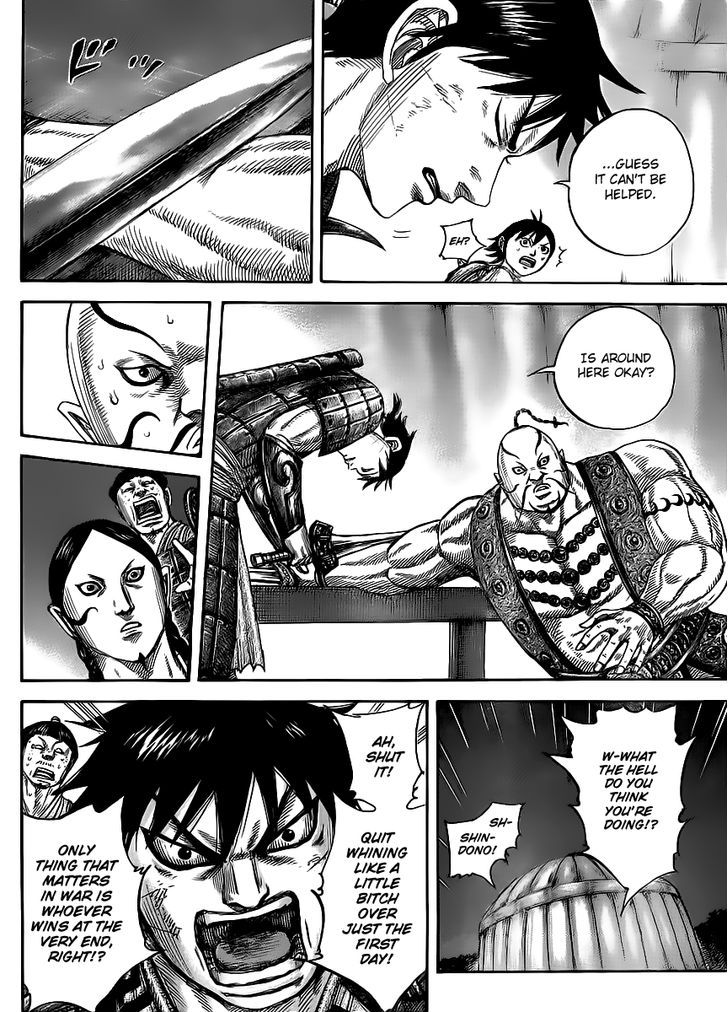 ...GUESS
IT CAN'T BE
HELPED.
EH?
IS AROUND
HERE OKAY?
W-WHAT
THE HELL
DO YOU
THINK
YOU'RE
DOING!?
SH-
SHIN-
DONO!
AH,
SHUT
IT!
QUIT
WHINING
LIKE A
LITTLE
BITCH
OVER
JUST THE
FIRST
DAY!
ONLY
THING THAT
MATTERS
IN WAR IS
WHOEVER
WINS AT
THE VERY
END,
RIGHT!?